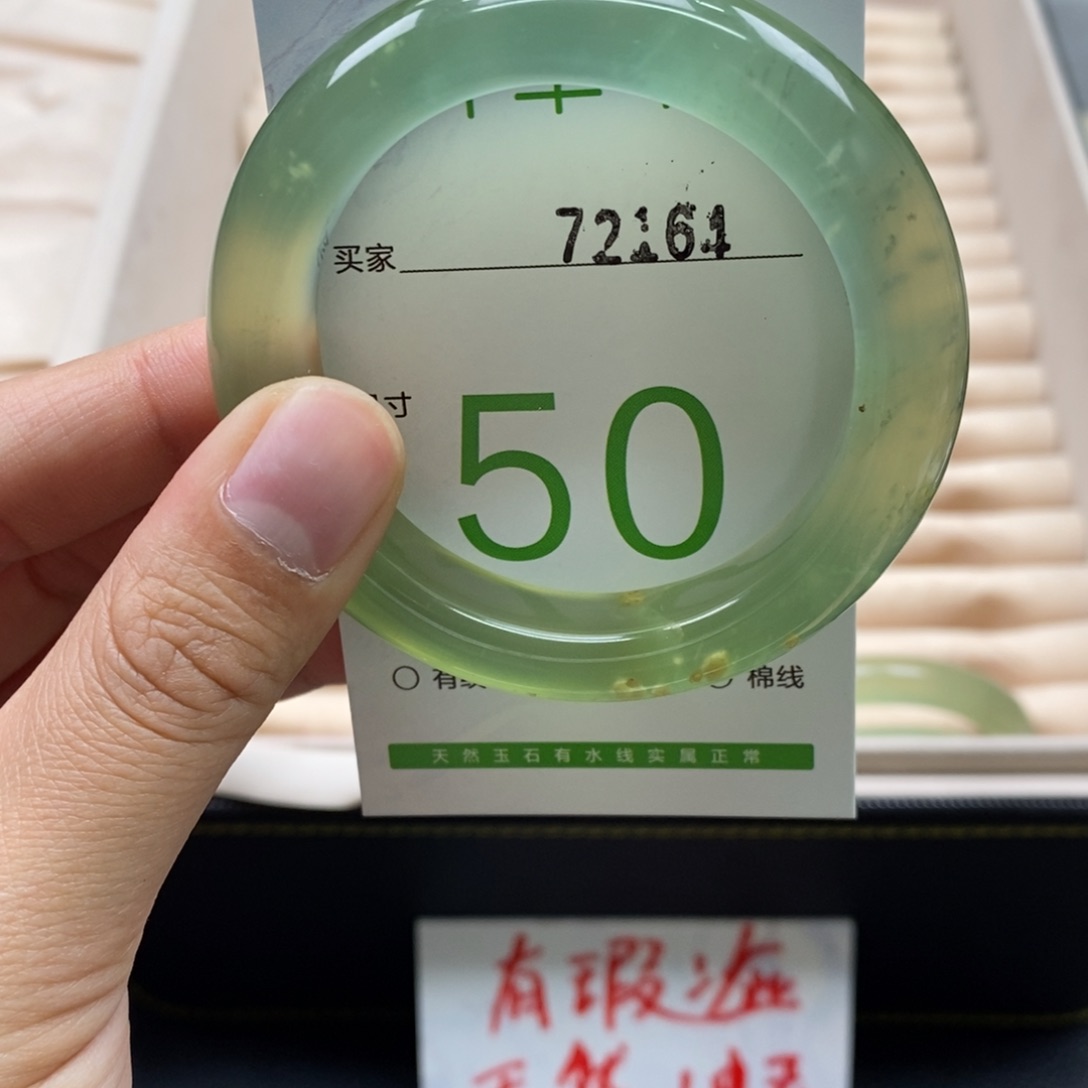 买家 72164
寸
50
棉线
天然玉石有水线实属正常
有瑕疵